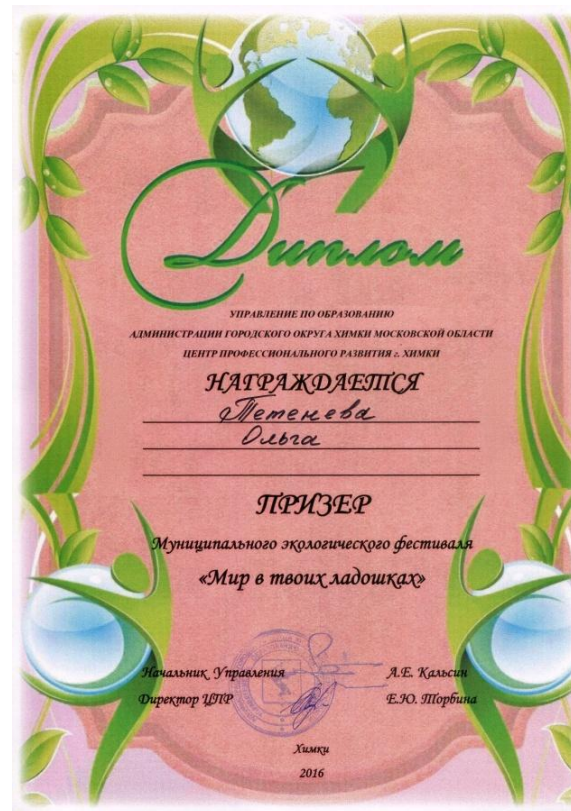 Диплом
УПРАВЛЕНИЕ ПО ОБРАЗОВАНИЮ
АДМИНИСТРАЦИИ ГОРОДСКОГО ОКРУГА ХИМКИ МОСКОВСКОЙ ОБЛАСТИ
ЦЕНТР ПРОФЕССИОНАЛЬНОГО РАЗВИТИЯ г. ХИМКИ
НАГРАЖДАЕТСЯ
Тетенева
Ольга
ПРИЗЕР
Муниципального экологического фестиваля
«Мир в твоих ладошках»
Начальник Управления А.Е. Кальсин
Директор ЦПР Е.Ю. Торбина
Химки
2016